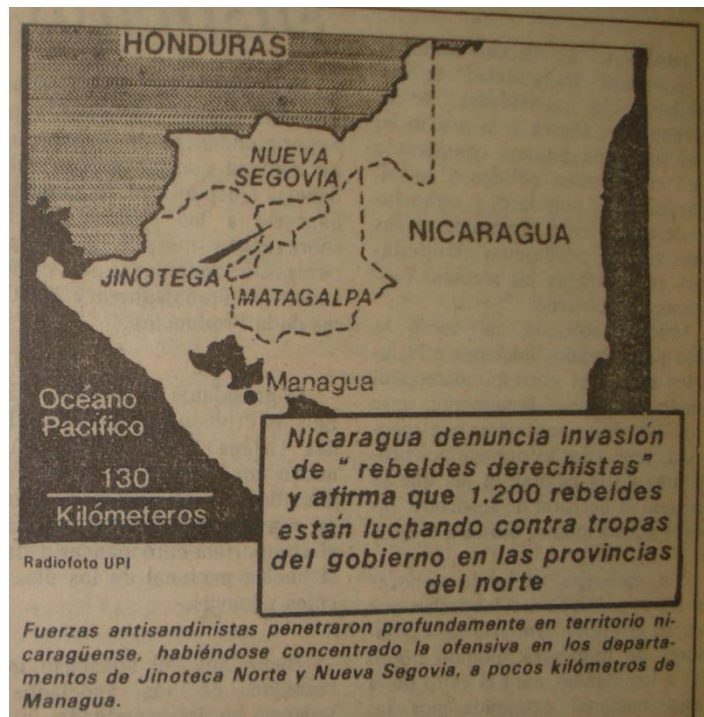 HONDURAS
NUEVA
SEGOVIA
NICARAGUA
JINOTEGA
MATAGALPA
Managua
Océano
Pacífico
130
Kilómeteros
Nicaragua denuncia invasión
de " rebeldes derechistas"
y afirma que 1.200 rebeldes
están luchando contra tropas
del gobierno en las provincias
del norte
Radiofoto UPI
Fuerzas antisandinistas penetraron profundamente en territorio ni-
caragüense, habiéndose concentrado la ofensiva en los departa-
mentos de Jinoteca Norte y Nueva Segovia, a pocos kilómetros de
Managua.